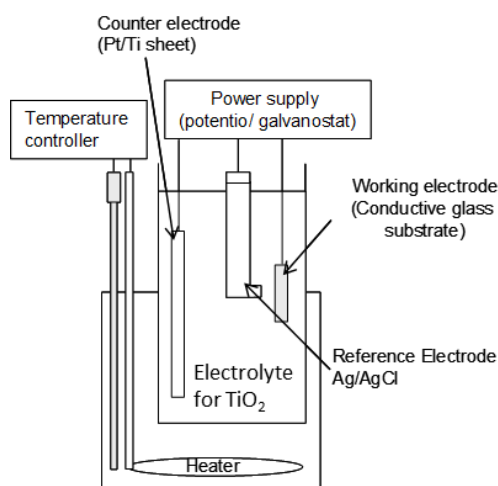 Counter electrode
(Pt/Ti sheet)
Power supply
(potentio/ galvanostat)
Temperature
controller
Working electrode
(Conductive glass
substrate)
Reference Electrode
Ag/AgCl
Electrolyte
for TiO₂
Heater